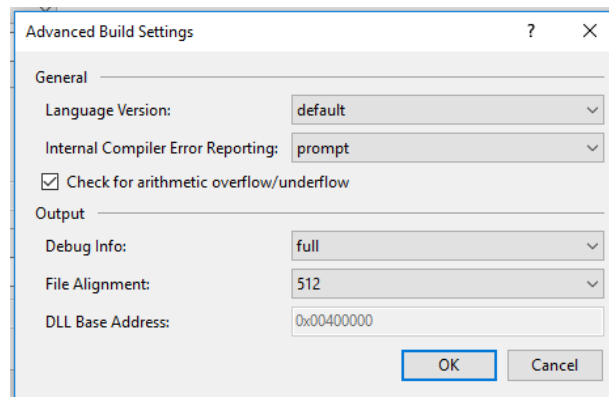 Advanced Build Settings ?
General
Language Version: default
Internal Compiler Error Reporting: prompt
Check for arithmetic overflow/underflow
Output
Debug Info: full
File Alignment: 512
DLL Base Address: 0x00400000
OK Cancel